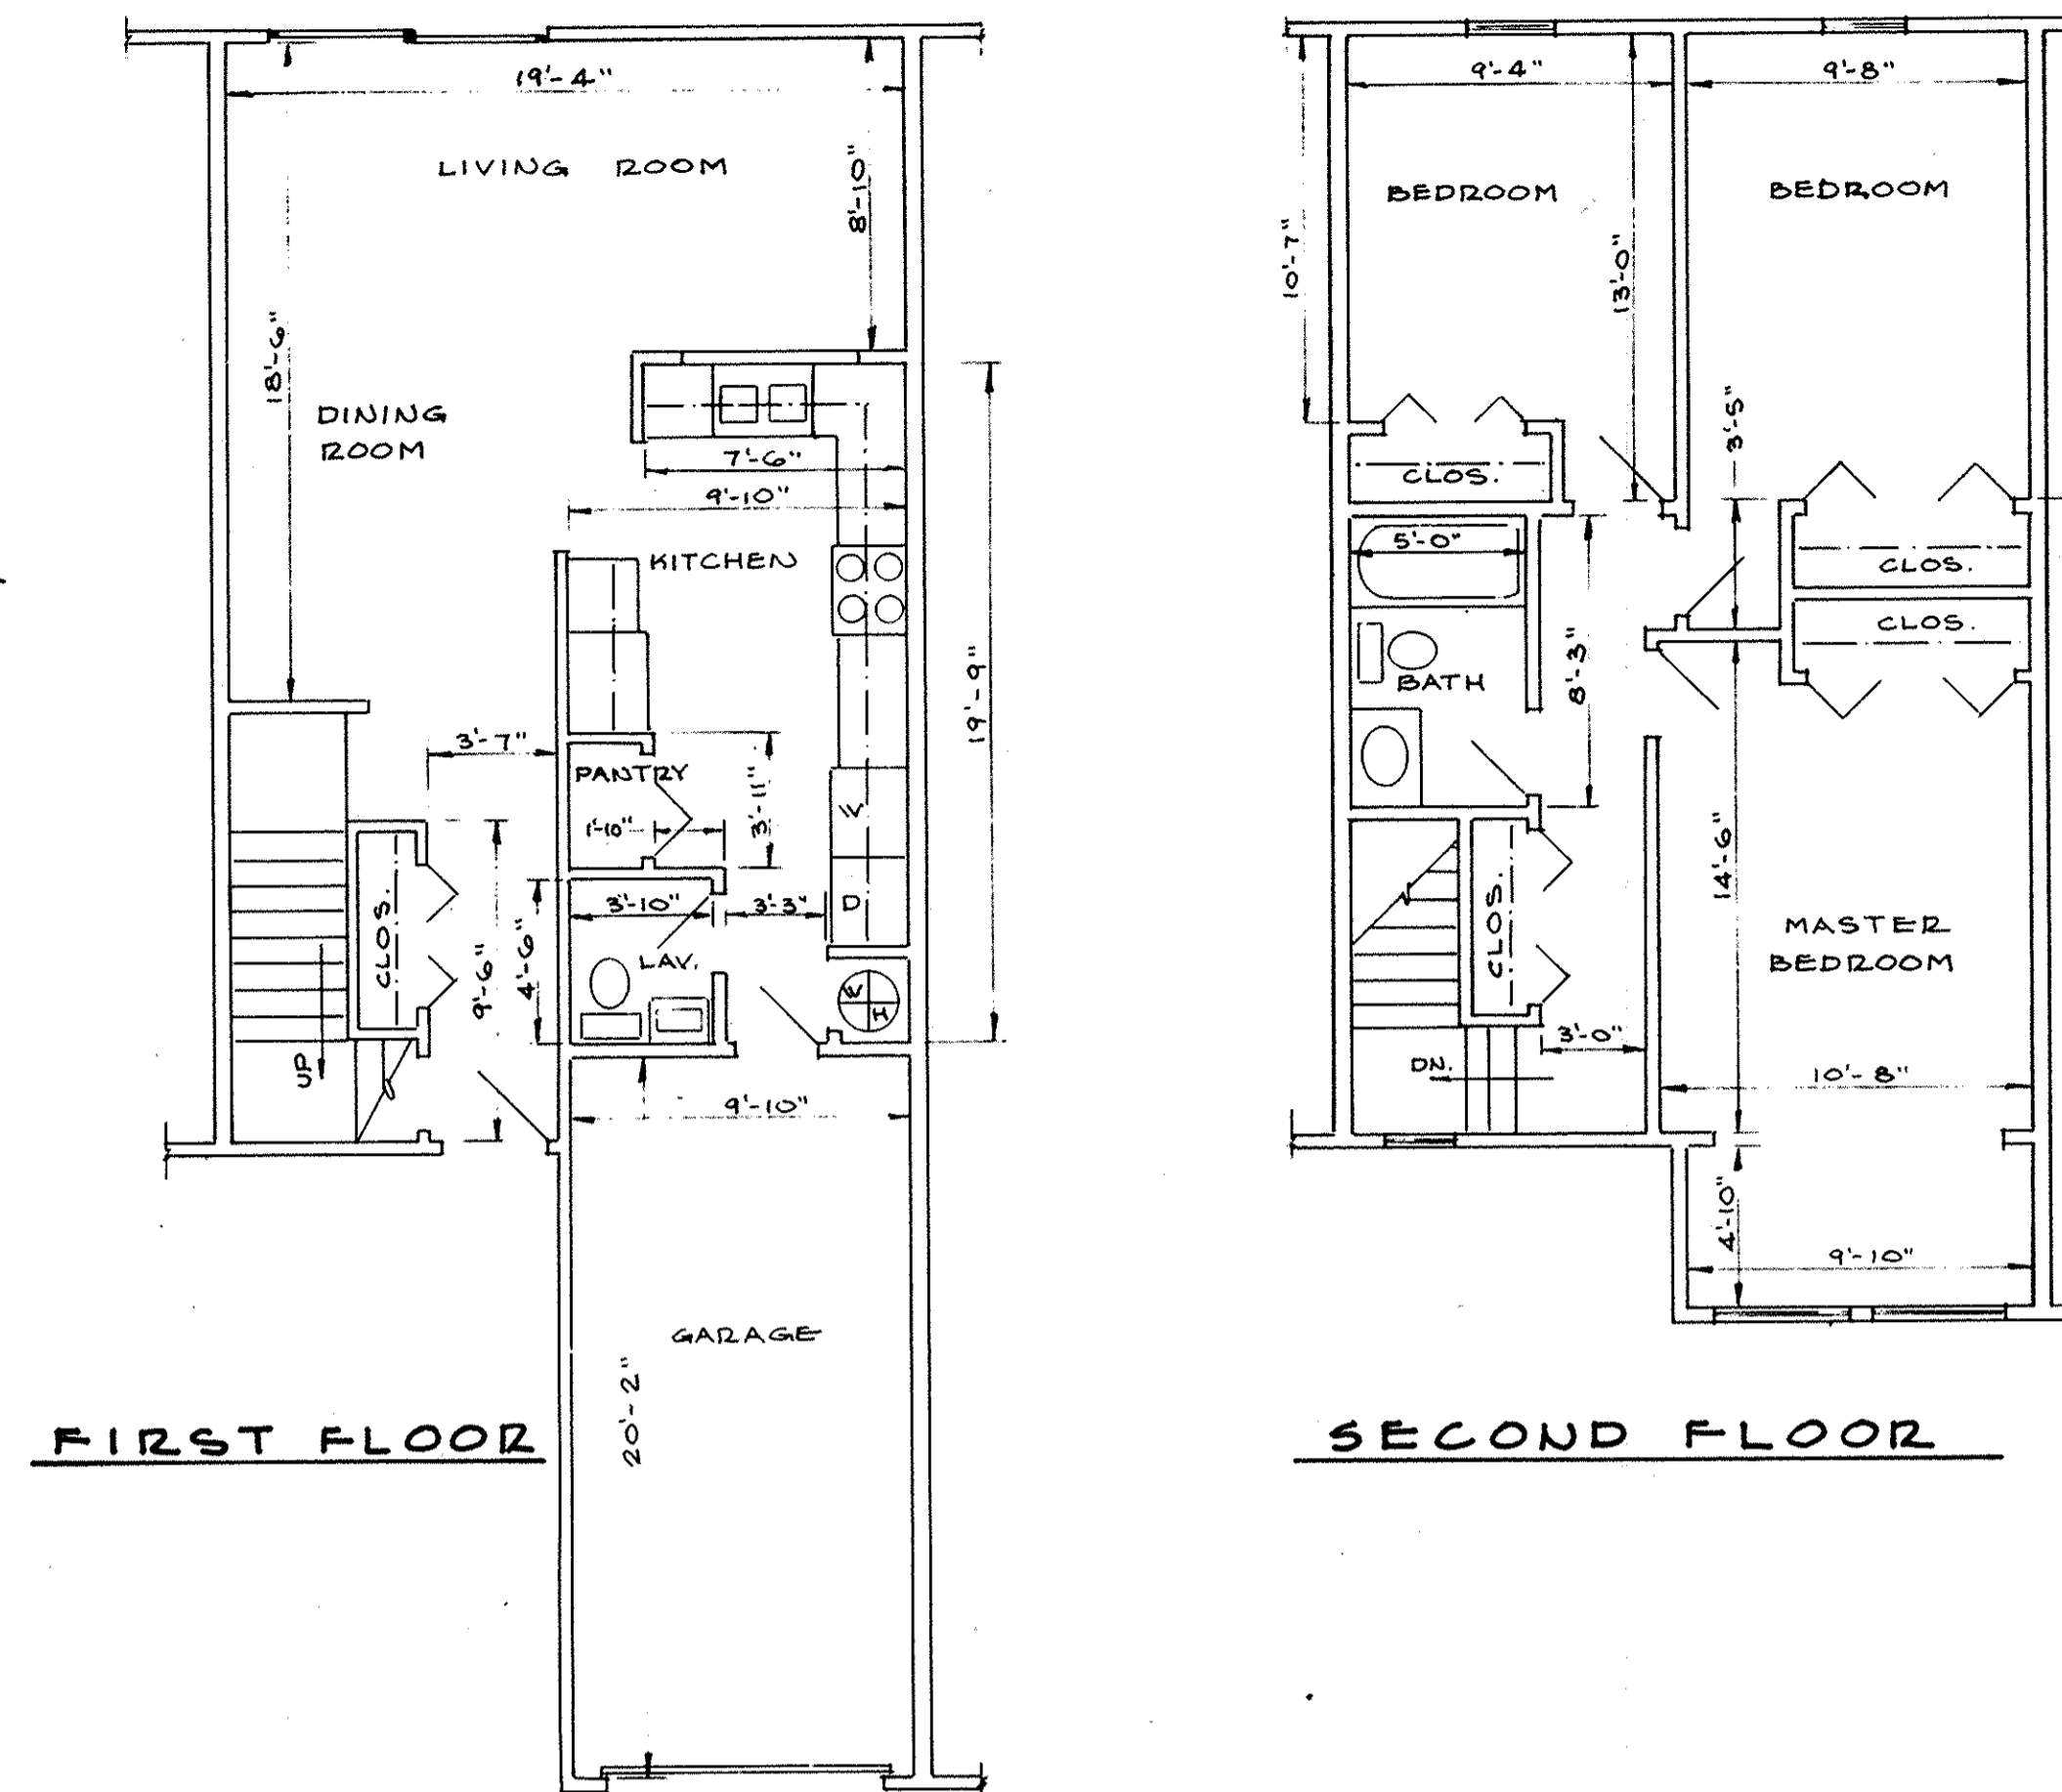 19'-4"
LIVING ROOM
8'-10"
18'-6"
DINING
ROOM
7'-6"
9'-10"
KITCHEN
19'-9"
3'-7"
PANTRY
3'-11"
1'-10"
W
CLOS.
9'-6"
4'-6"
3'-10"
3'-3"
D
LAV.
W
H
UP
9'-10"
GARAGE
20'-2"
FIRST FLOOR
9'-4"
9'-8"
BEDROOM
BEDROOM
10'-7"
13'-0"
3'-5"
CLOS.
5'-0"
CLOS.
CLOS.
8'-3"
BATH
14'-6"
CLOS.
MASTER
BEDROOM
3'-0"
DN.
10'-8"
4'-10"
9'-10"
SECOND FLOOR